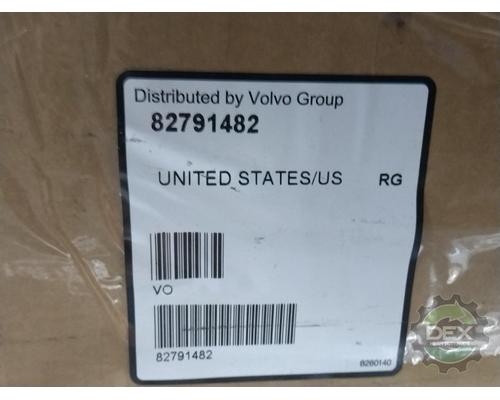 Distributed by Volvo Group
82791482
UNITED STATES/US RG
VO
82791482
8260140
DEX